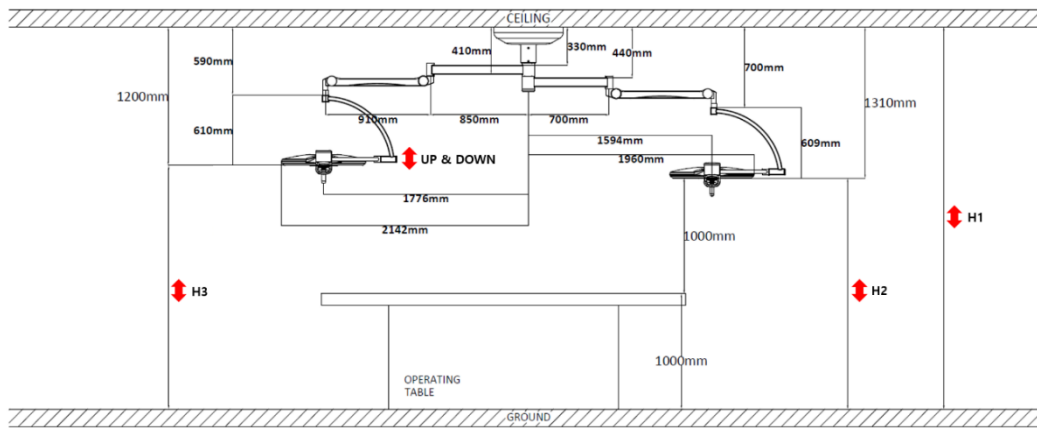 CEILING
590mm
410mm
330mm
440mm
700mm
1200mm
1310mm
910mm
850mm
700mm
610mm
1594mm
609mm
UP & DOWN
1960mm
1776mm
H1
2142mm
1000mm
H3
H2
1000mm
OPERATING
TABLE
GROUND